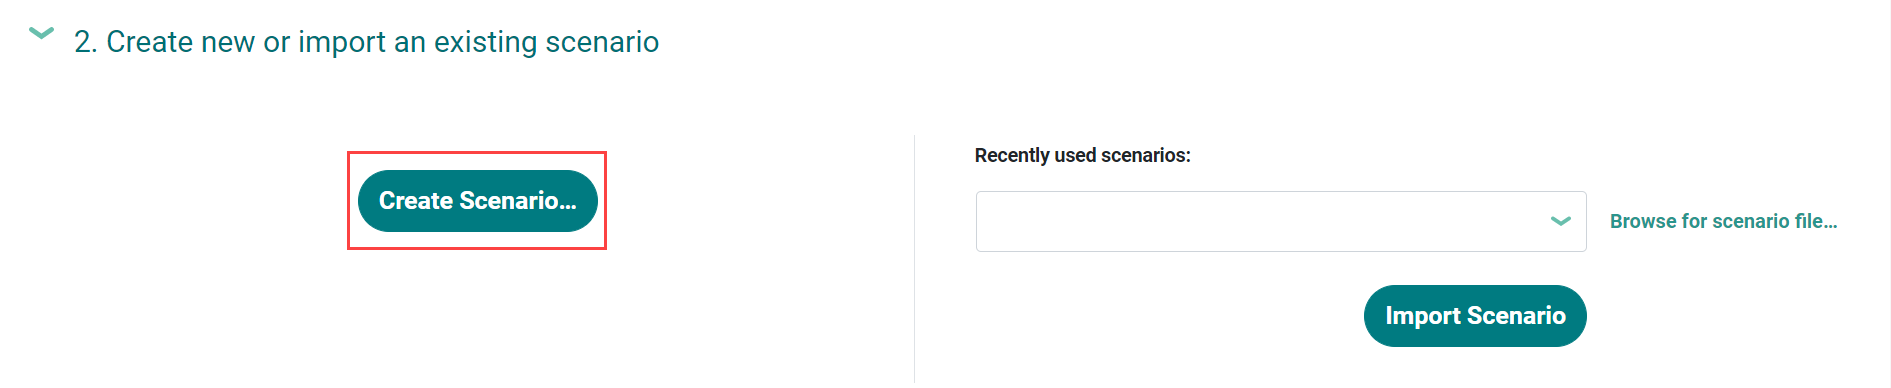 2. Create new or import an existing scenario
Create Scenario...
Recently used scenarios:
Browse for scenario file...
Import Scenario